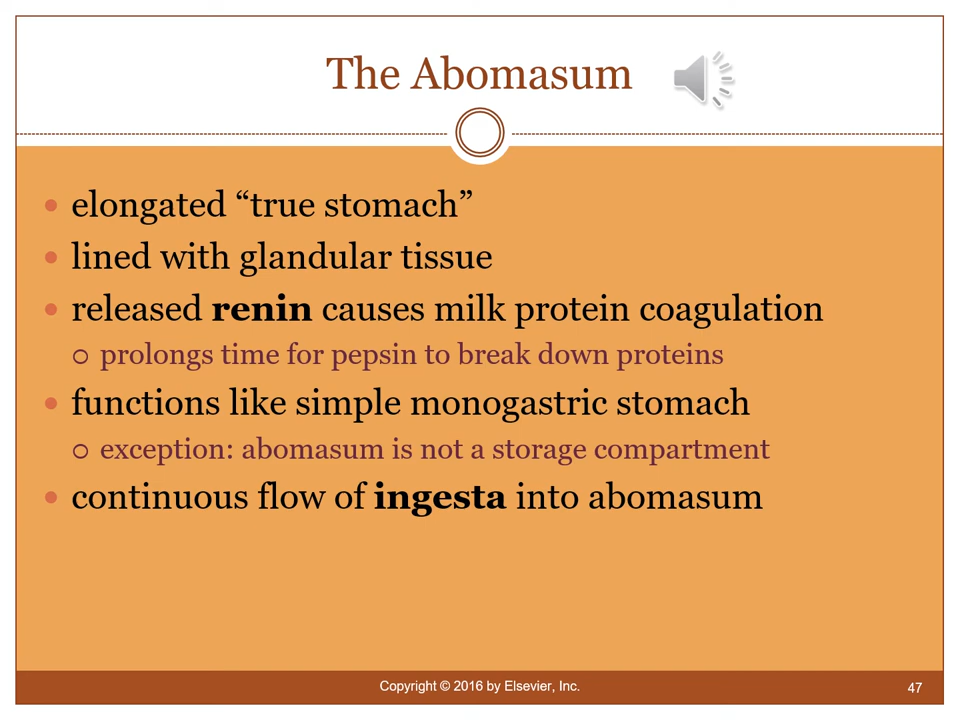 The Abomasum
elongated “true stomach”
lined with glandular tissue
released renin causes milk protein coagulation
prolongs time for pepsin to break down proteins
functions like simple monogastric stomach
exception: abomasum is not a storage compartment
continuous flow of ingesta into abomasum
Copyright © 2016 by Elsevier, Inc.
47